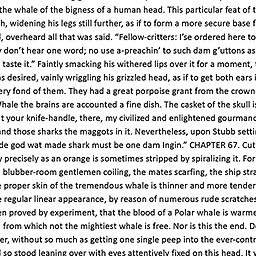 the whale of the bigness of a human head. This particular feat of t
h, widening his legs still further, as if to form a more secure base f
, overheard all that was said. “Fellow-critters: I’se ordered here to
y don’t hear one word; no use a-preachin’ to such dam g’uttons as
taste it.” Faintly smacking his withered lips over it for a moment, t
s desired, vainly wriggling his grizzled head, as if to get both ears i
ery fond of them. They had a great porpoise grant from the crown
Whale the brains are accounted a fine dish. The casket of the skull is
t your knife-handle, there, my civilized and enlightened gourmand
and those sharks the maggots in it. Nevertheless, upon Stubb settin
de god wat made shark must be one dam Ingin.” CHAPTER 67. Cut
y precisely as an orange is sometimes stripped by spiralizing it. For
blubber-room gentlemen coiling, the mates scarfing, the ship stra
e proper skin of the tremendous whale is thinner and more tender
e regular linear appearance, by reason of numerous rude scratches
en proved by experiment, that the blood of a Polar whale is warme
from which not the mightiest whale is free. Nor is this the end. De
er, without so much as getting one single peep into the ever-contr
d so stood leaning over with eyes attentively fixed on this head. It w